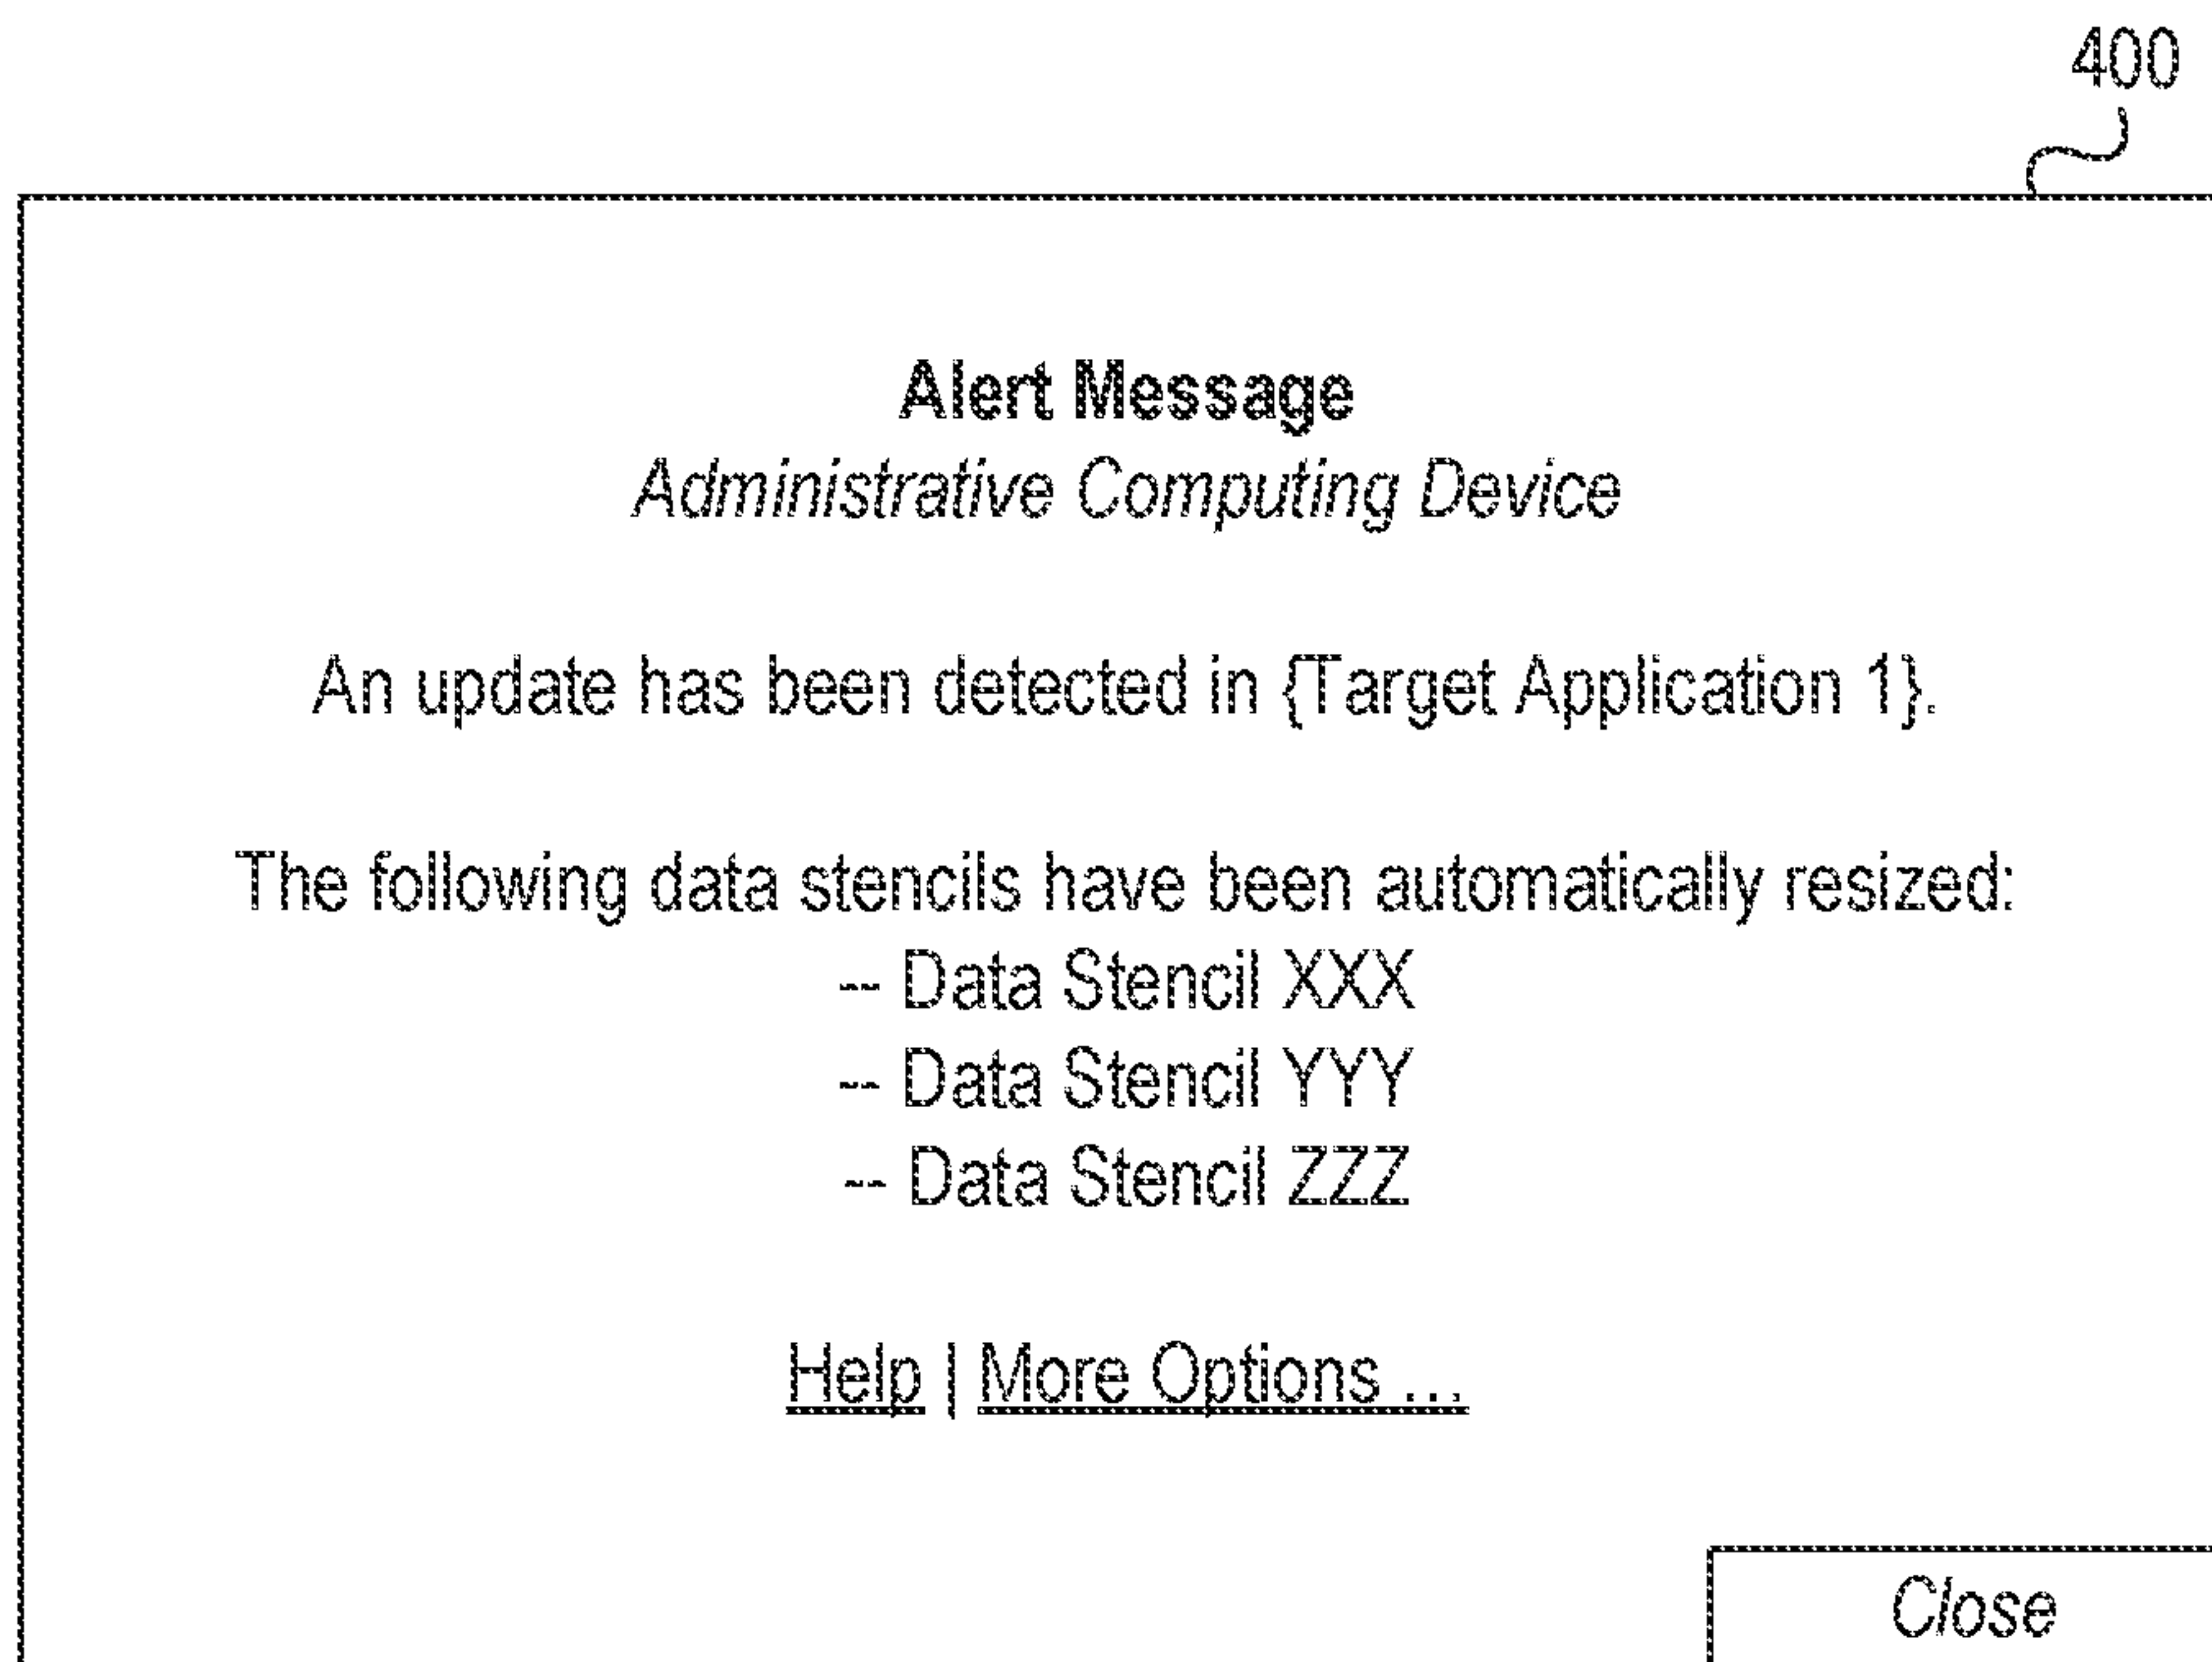 400
Alert Message
Administrative Computing Device
An update has been detected in {Target Application 1}.
The following data stencils have been automatically resized:
-- Data Stencil XXX
-- Data Stencil YYY
-- Data Stencil ZZZ
Help | More Options ...
Close